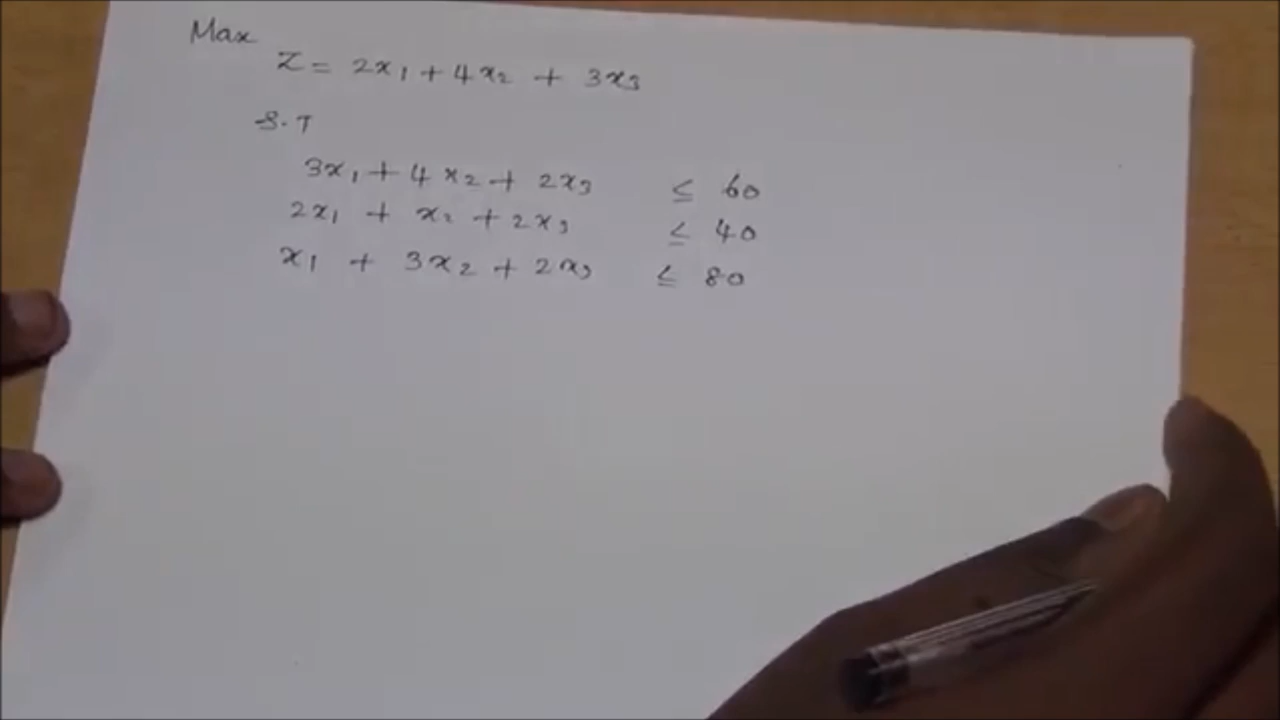 Max
Z = 2x₁ + 4x₂ + 3x₃
S.T
3x₁ + 4x₂ + 2x₃ ≤ 60
2x₁ + x₂ + 2x₃ ≤ 40
x₁ + 3x₂ + 2x₃ ≤ 80